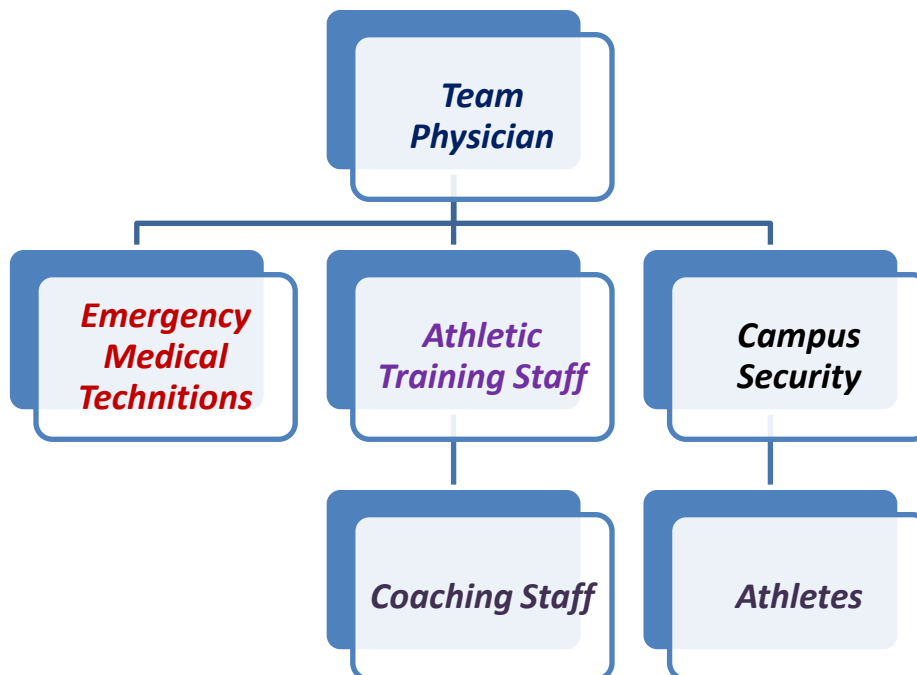 Team
Physician
Emergency
Medical
Technitions
Athletic
Training Staff
Campus
Security
Coaching Staff
Athletes